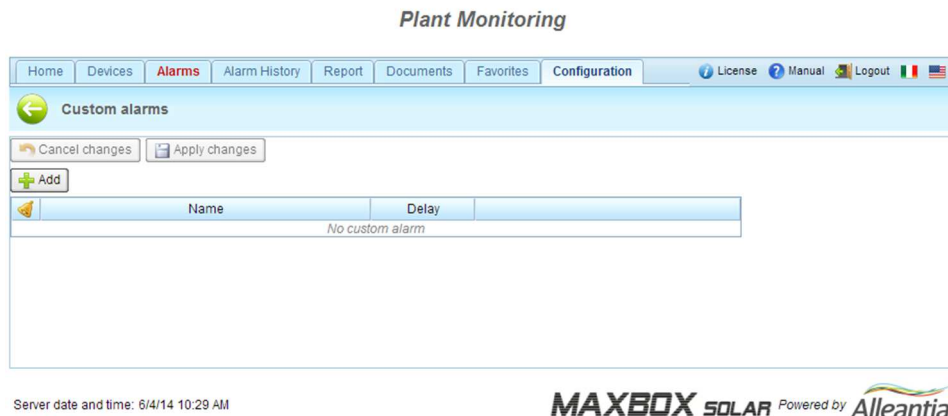 Plant Monitoring
Home Devices Alarms Alarm History Report Documents Favorites Configuration License Manual Logout
Custom alarms
Cancel changes Apply changes
Add
Name Delay
No custom alarm
Server date and time: 6/4/14 10:29 AM
MAXBOX SOLAR Powered by Alleantia